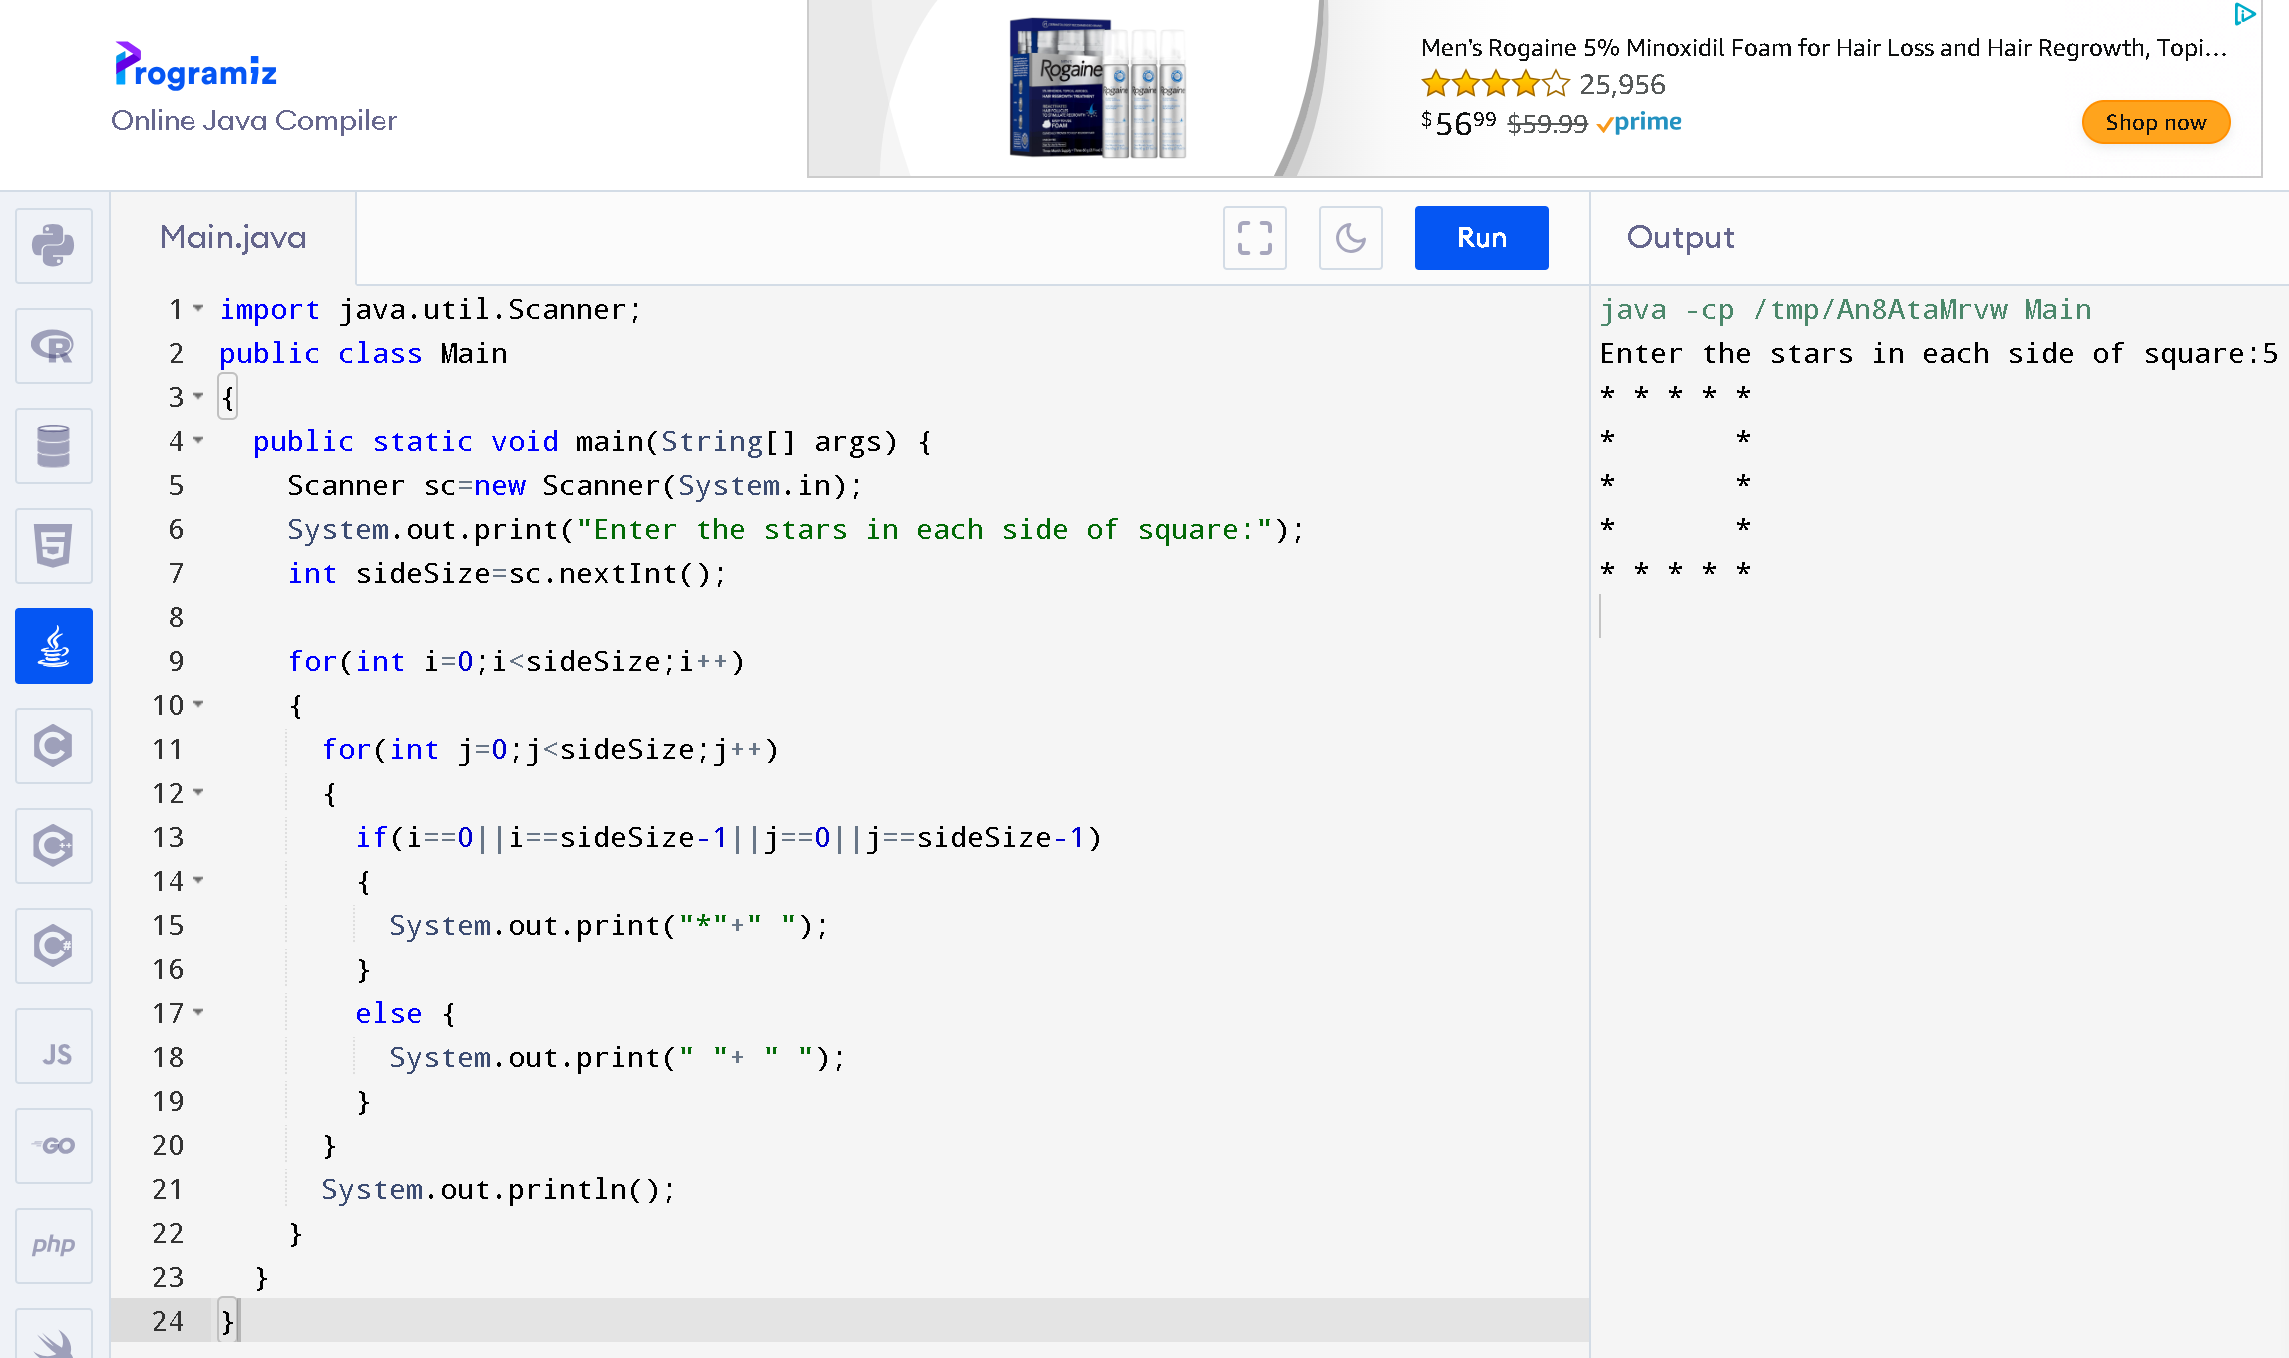 Programiz
Online Java Compiler
Rogaine
Men's Rogaine 5% Minoxidil Foam for Hair Loss and Hair Regrowth, Topi...
25,956
$5699 $59.99 prime
Shop now
Main.java
Run
Output
1 import java.util.Scanner;
2 public class Main
3 {
4   public static void main(String[] args) {
5     Scanner sc=new Scanner(System.in);
6     System.out.print("Enter the stars in each side of square:");
7     int sideSize=sc.nextInt();
8
9     for(int i=0;i<sideSize;i++)
10     {
11       for(int j=0;j<sideSize;j++)
12       {
13         if(i==0||i==sideSize-1||j==0||j==sideSize-1)
14         {
15           System.out.print("*"+" ");
16         }
17         else {
18           System.out.print(" "+ " ");
19         }
20       }
21       System.out.println();
22     }
23   }
24 }
java -cp /tmp/An8AtaMrvw Main
Enter the stars in each side of square:5
* * * * *
*       *
*       *
*       *
* * * * *
R
5
C
C++
C#
JS
GO
php